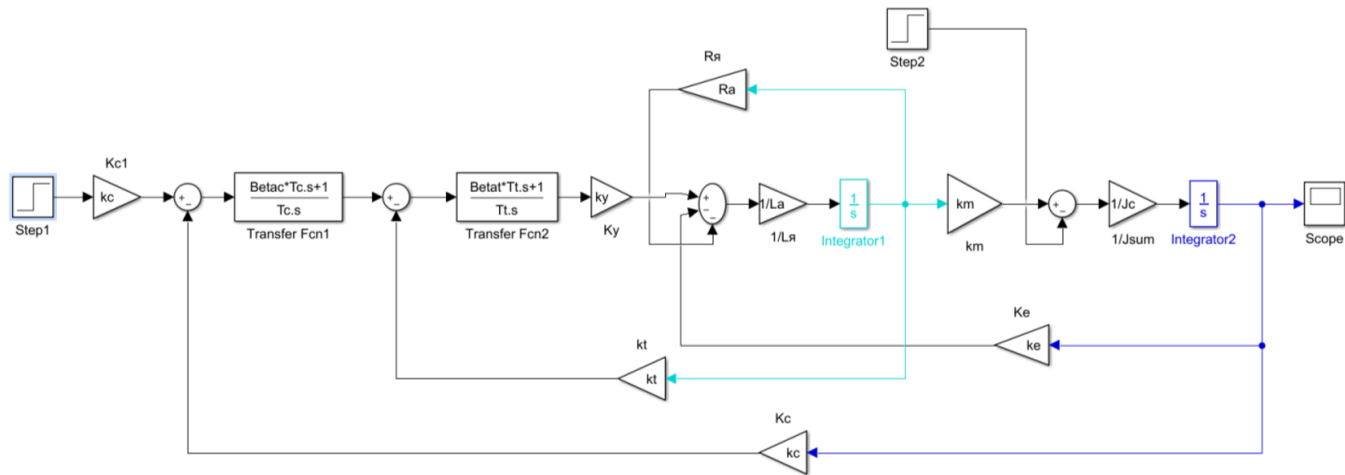 Step2
Rя
Ra
Kc1
kc
Step1
+
−
Betac*Tc.s+1
Tc.s
Transfer Fcn1
+
−
Betat*Tt.s+1
Tt.s
Transfer Fcn2
ky
Ky
+
−
−
1/La
1/Lя
1
s
Integrator1
km
km
+
−
1/Jc
1/Jsum
1
s
Integrator2
Scope
Ke
ke
kt
kt
Kc
kc